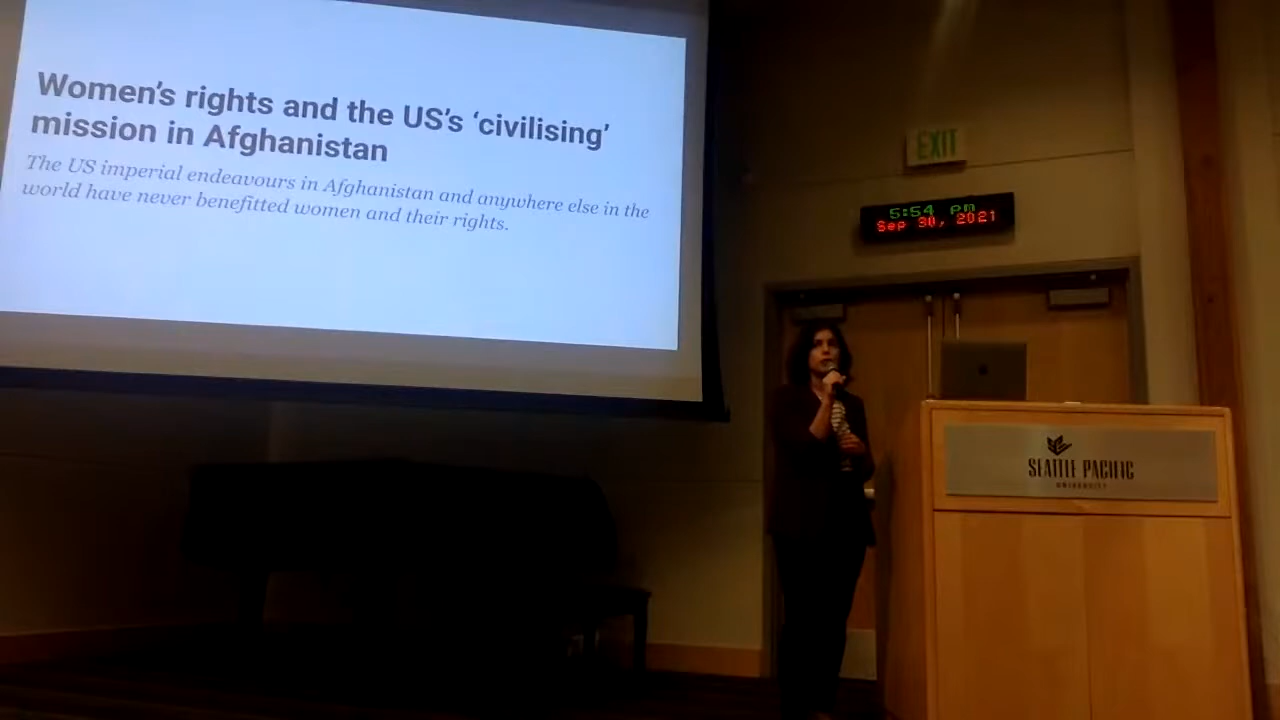 Women's rights and the US's ‘civilising’
mission in Afghanistan
The US imperial endeavours in Afghanistan and anywhere else in the
world have never benefitted women and their rights.
EXIT
5:54 pm
Sep 30, 2021
SEATTLE PACIFIC
UNIVERSITY